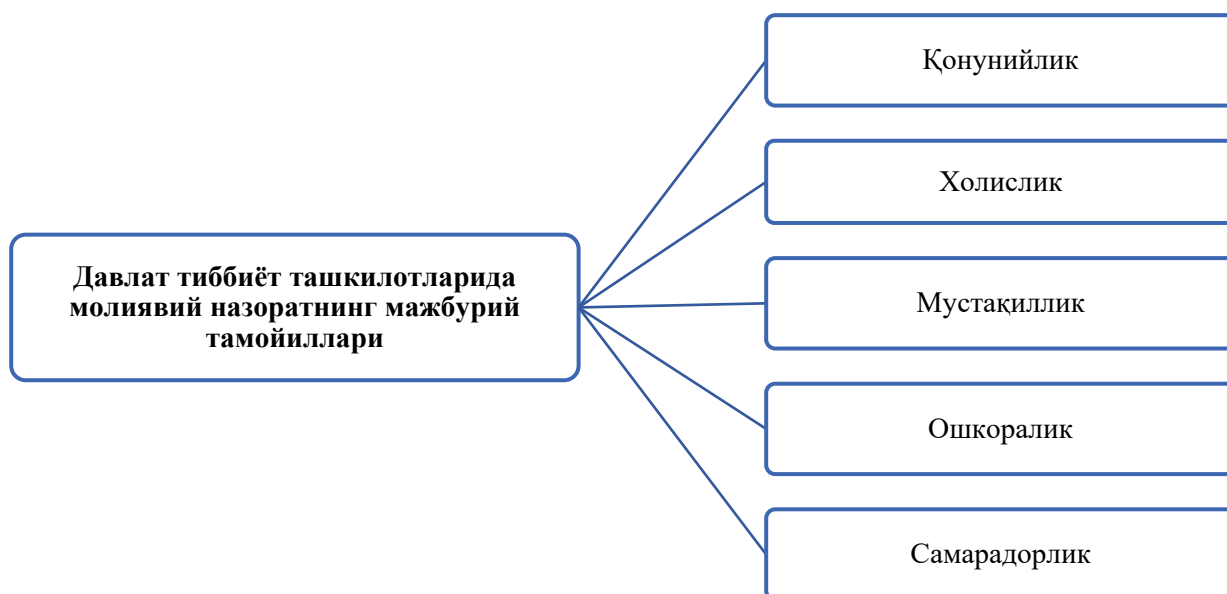 Давлат тиббиёт ташкилотларида
молиявий назоратнинг мажбурий
тамойиллари
Қонунийлик
Холислик
Мустақиллик
Ошкоралик
Самарадорлик